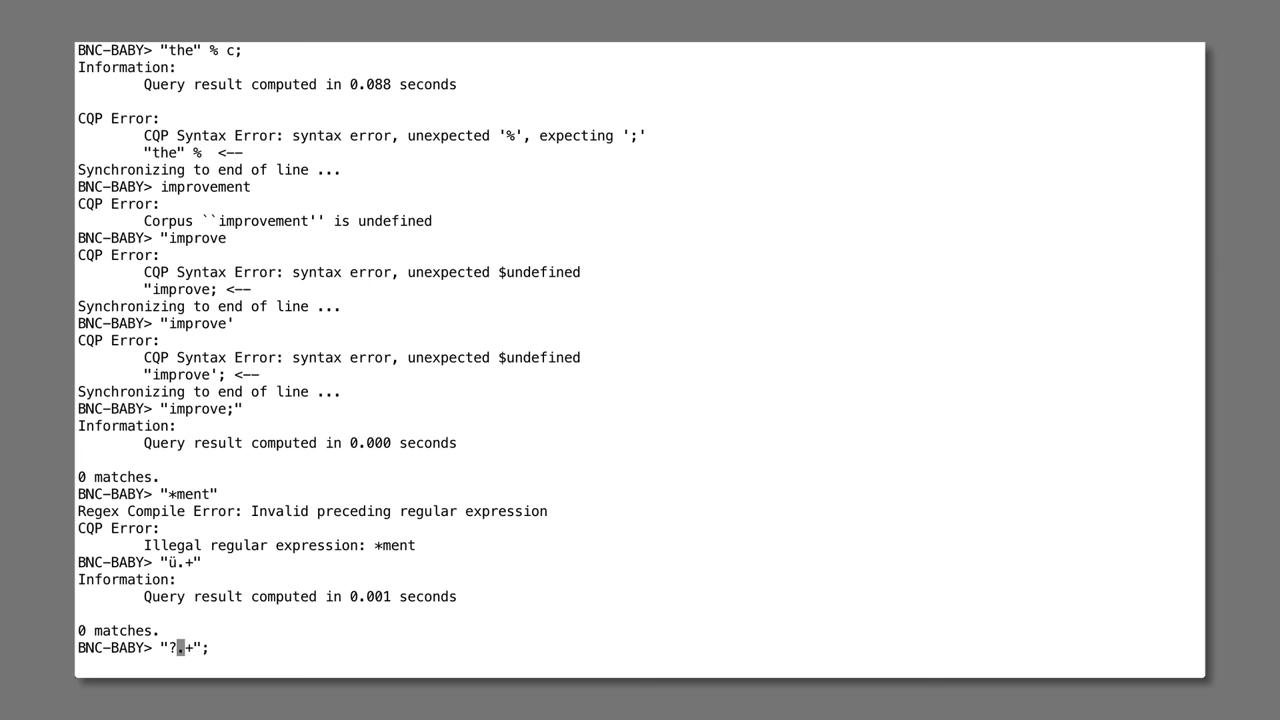 BNC-BABY> "the" % c;
Information:
Query result computed in 0.088 seconds
CQP Error:
CQP Syntax Error: syntax error, unexpected '%', expecting ';'
"the" %  <--
Synchronizing to end of line ...
BNC-BABY> improvement
CQP Error:
Corpus ``improvement'' is undefined
BNC-BABY> "improve
CQP Error:
CQP Syntax Error: syntax error, unexpected $undefined
"improve; <--
Synchronizing to end of line ...
BNC-BABY> "improve'
CQP Error:
CQP Syntax Error: syntax error, unexpected $undefined
"improve'; <--
Synchronizing to end of line ...
BNC-BABY> "improve;"
Information:
Query result computed in 0.000 seconds
0 matches.
BNC-BABY> "*ment"
Regex Compile Error: Invalid preceding regular expression
CQP Error:
Illegal regular expression: *ment
BNC-BABY> "ü.+"
Information:
Query result computed in 0.001 seconds
0 matches.
BNC-BABY> "?.+";